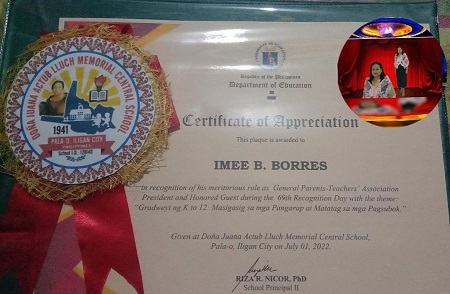 DOÑA JUANA ACTUB LLUCH MEMORIAL CENTRAL SCHOOL
1941
PALA-O, ILIGAN CITY
PHILIPPINES
Republic of the Philippines
Department of Education
Certificate of Appreciation
This plaque is awarded to
IMEE B. BORRES
in recognition of his meritorious role as General Parents-Teachers' Association
President and Honored Guest during the 69th Recognition Day with the theme:
"Gradweyt ng K to 12: Masigasig sa mga Pangarap at Matatag sa mga Pagsubok."
Given at Doña Juana Actub Lluch Memorial Central School,
Pala-o, Iligan City on July 01, 2022.
RIZA R. NICOR, PhD
School Principal II